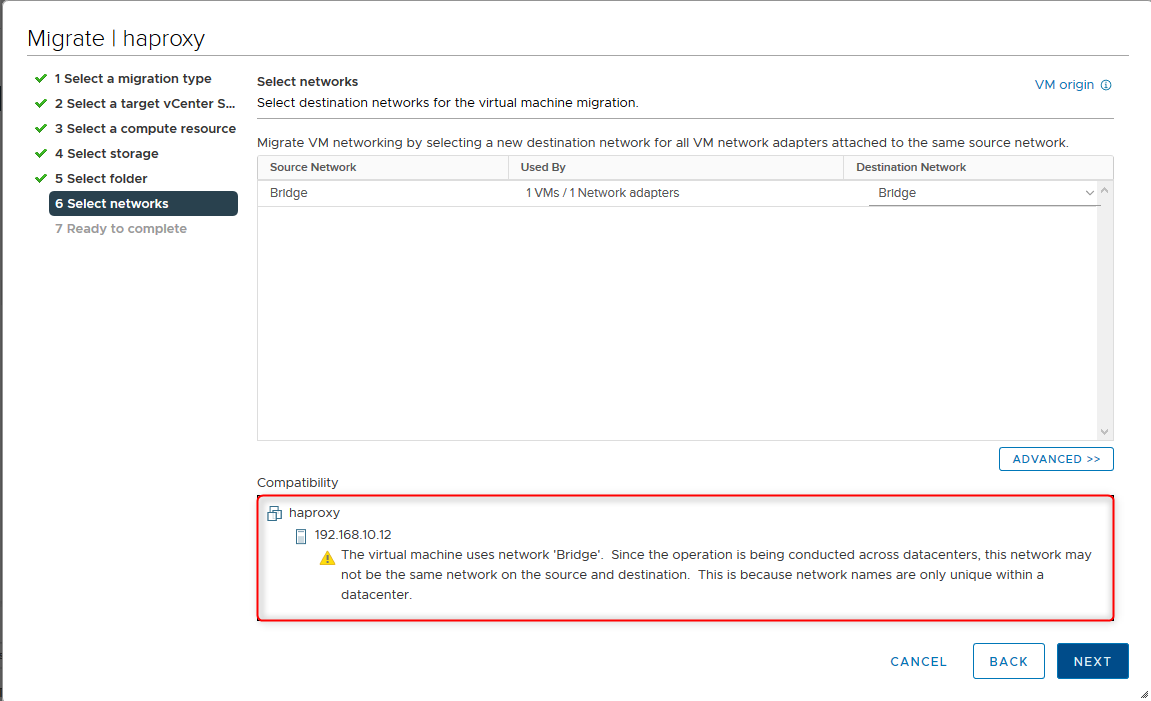 Migrate | haproxy
1 Select a migration type
2 Select a target vCenter S...
3 Select a compute resource
4 Select storage
5 Select folder
6 Select networks
7 Ready to complete
Select networks
VM origin
Select destination networks for the virtual machine migration.
Migrate VM networking by selecting a new destination network for all VM network adapters attached to the same source network.
Source Network Used By Destination Network
Bridge 1 VMs / 1 Network adapters Bridge
ADVANCED >>
Compatibility
haproxy
192.168.10.12
The virtual machine uses network 'Bridge'. Since the operation is being conducted across datacenters, this network may
not be the same network on the source and destination. This is because network names are only unique within a
datacenter.
CANCEL BACK NEXT